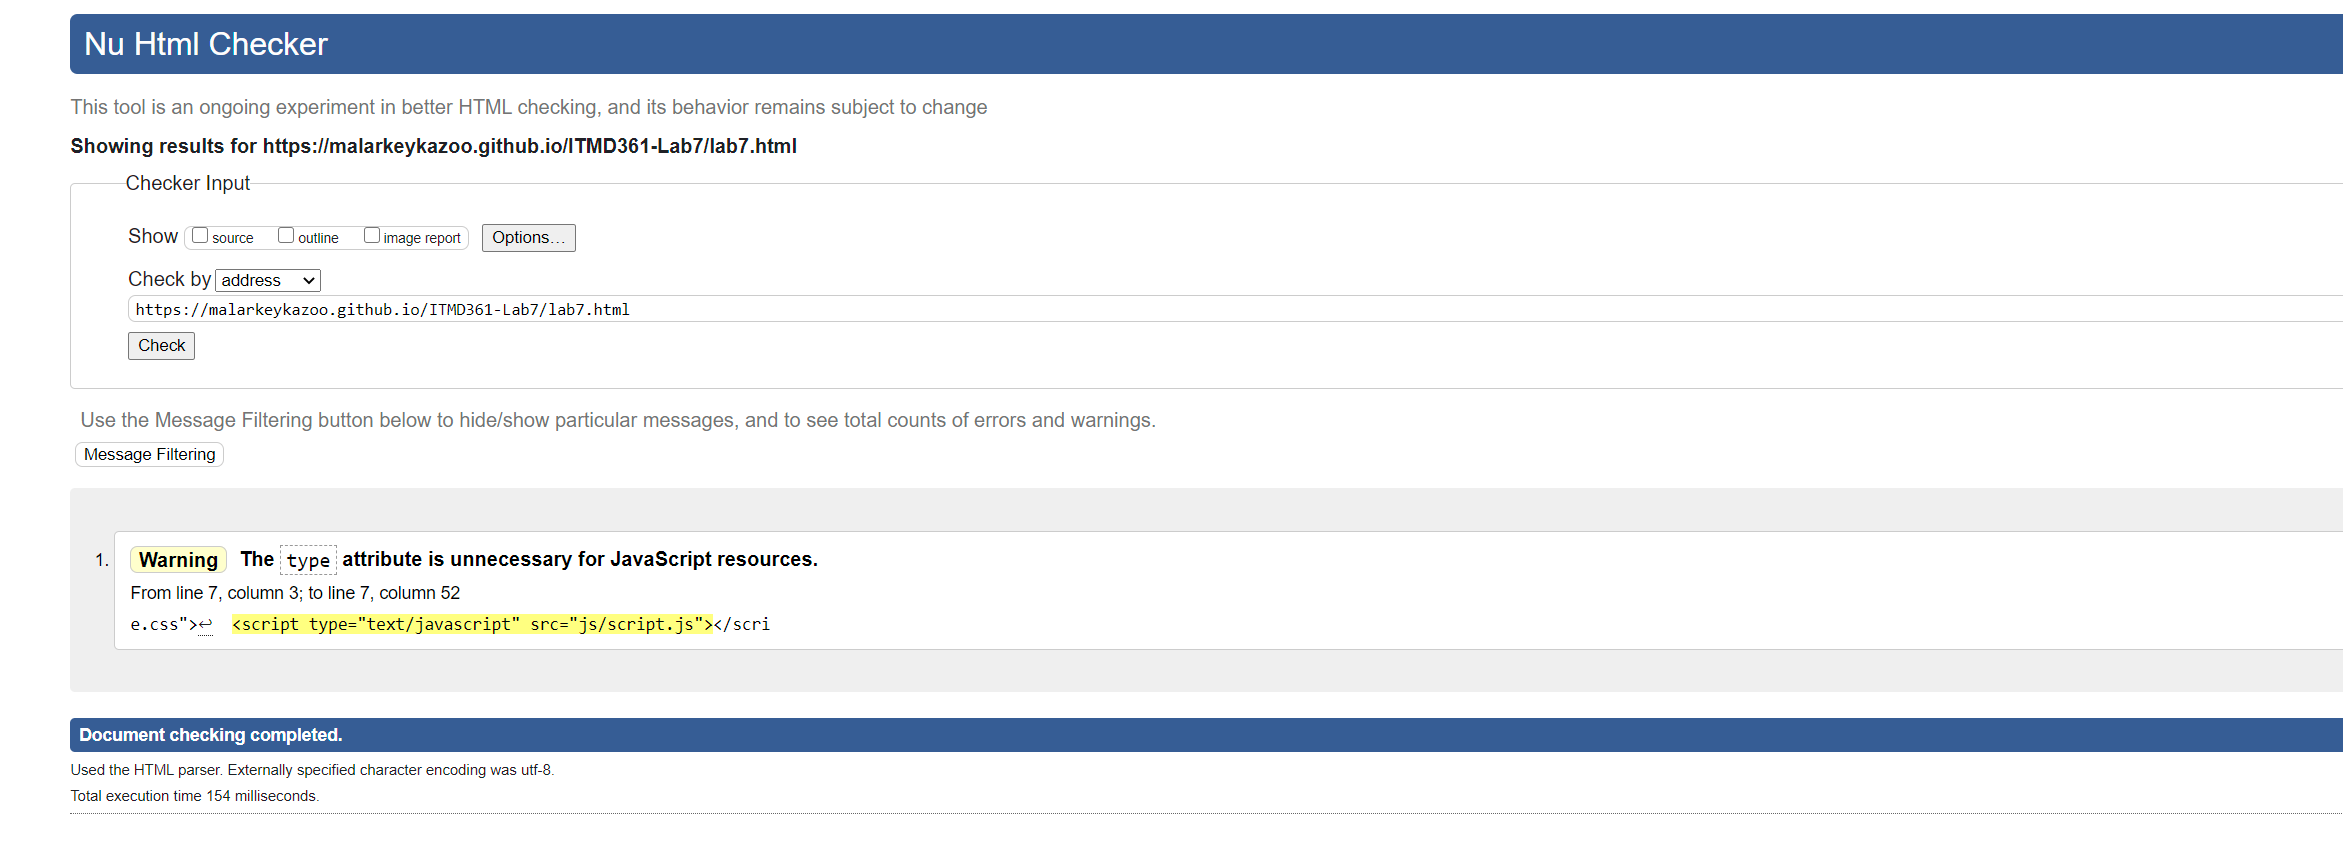 Nu Html Checker
This tool is an ongoing experiment in better HTML checking, and its behavior remains subject to change
Showing results for https://malarkeykazoo.github.io/ITMD361-Lab7/lab7.html
Checker Input
Show source outline image report Options...
Check by address
https://malarkeykazoo.github.io/ITMD361-Lab7/lab7.html
Check
Use the Message Filtering button below to hide/show particular messages, and to see total counts of errors and warnings.
Message Filtering
1. Warning The type attribute is unnecessary for JavaScript resources.
From line 7, column 3; to line 7, column 52
e.css">↩ <script type="text/javascript" src="js/script.js"></scri
Document checking completed.
Used the HTML parser. Externally specified character encoding was utf-8.
Total execution time 154 milliseconds.